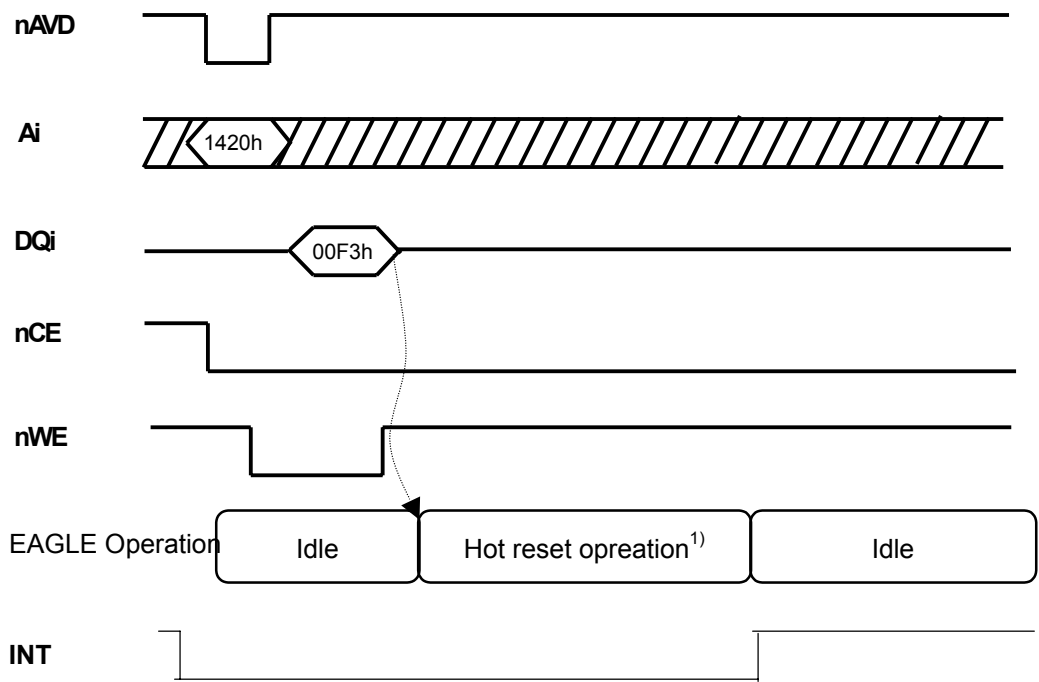 nAVD
Ai
1420h
DQi
00F3h
nCE
nWE
EAGLE Operation
Idle
Hot reset opreation1)
Idle
INT